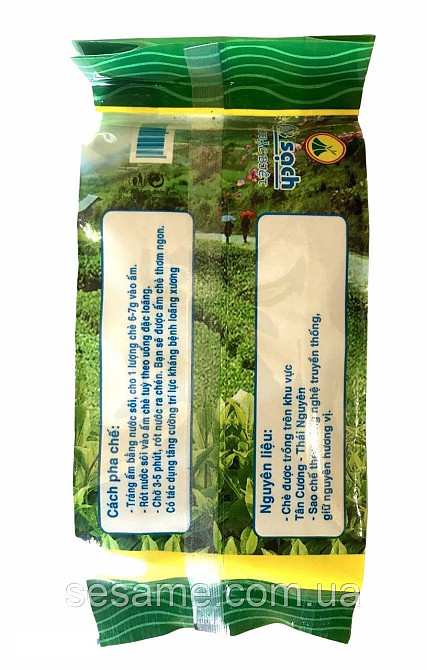 sạch
ĐẶC BIỆT
Cách pha chế:
- Tráng ấm bằng nước sôi, cho 1 lượng chè 6-7g vào ấm.
- Rót nước sôi vào ấm chè tuỳ theo uống đặc loãng.
- Chờ 3-5 phút, rót nước ra chén. Bạn sẽ được ấm chè thơm ngon.
Có tác dụng tăng cường trí lực kháng bệnh loãng xương
Nguyên liệu:
- Chè được trồng trên khu vực
Tân Cương - Thái Nguyên
- Sao chế theo nghệ truyền thống,
giữ nguyên hương vị.
sesame.com.ua